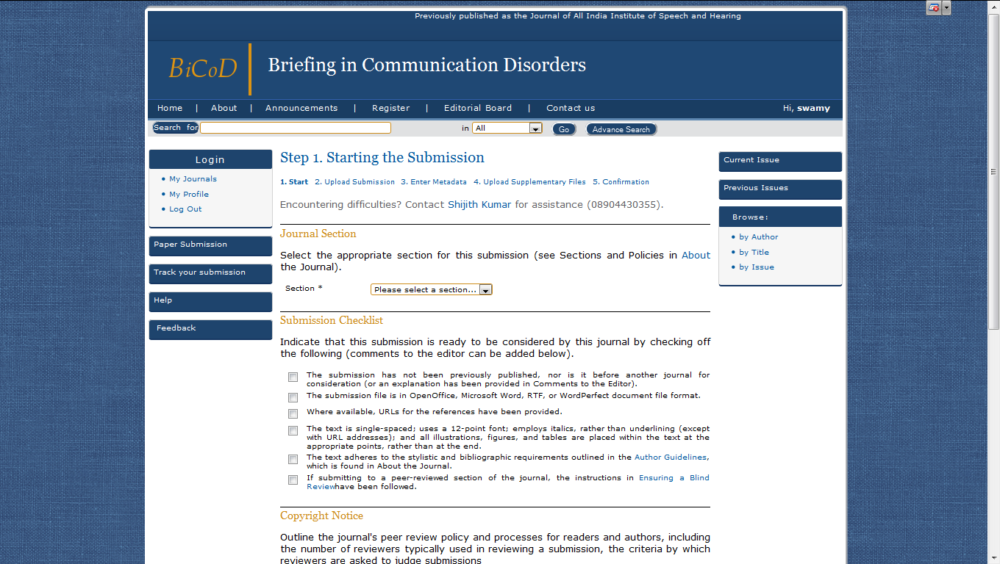 Previously published as the Journal of All India Institute of Speech and Hearing
BiCoD
Briefing in Communication Disorders
Home | About | Announcements | Register | Editorial Board | Contact us
Hi, swamy
Search for in All Go Advance Search
Login
My Journals
My Profile
Log Out
Paper Submission
Track your submission
Help
Feedback
Step 1. Starting the Submission
1. Start 2. Upload Submission 3. Enter Metadata 4. Upload Supplementary Files 5. Confirmation
Encountering difficulties? Contact Shijith Kumar for assistance (08904430355).
Journal Section
Select the appropriate section for this submission (see Sections and Policies in About
the Journal).
Section * Please select a section...
Submission Checklist
Indicate that this submission is ready to be considered by this journal by checking off
the following (comments to the editor can be added below).
The submission has not been previously published, nor is it before another journal for
consideration (or an explanation has been provided in Comments to the Editor).
The submission file is in OpenOffice, Microsoft Word, RTF, or WordPerfect document file format.
Where available, URLs for the references have been provided.
The text is single-spaced; uses a 12-point font; employs italics, rather than underlining (except
with URL addresses); and all illustrations, figures, and tables are placed within the text at the
appropriate points, rather than at the end.
The text adheres to the stylistic and bibliographic requirements outlined in the Author Guidelines,
which is found in About the Journal.
If submitting to a peer-reviewed section of the journal, the instructions in Ensuring a Blind
Reviewhave been followed.
Copyright Notice
Outline the journal's peer review policy and processes for readers and authors, including
the number of reviewers typically used in reviewing a submission, the criteria by which
reviewers are asked to judge submissions
Current Issue
Previous Issues
Browse:
by Author
by Title
by Issue